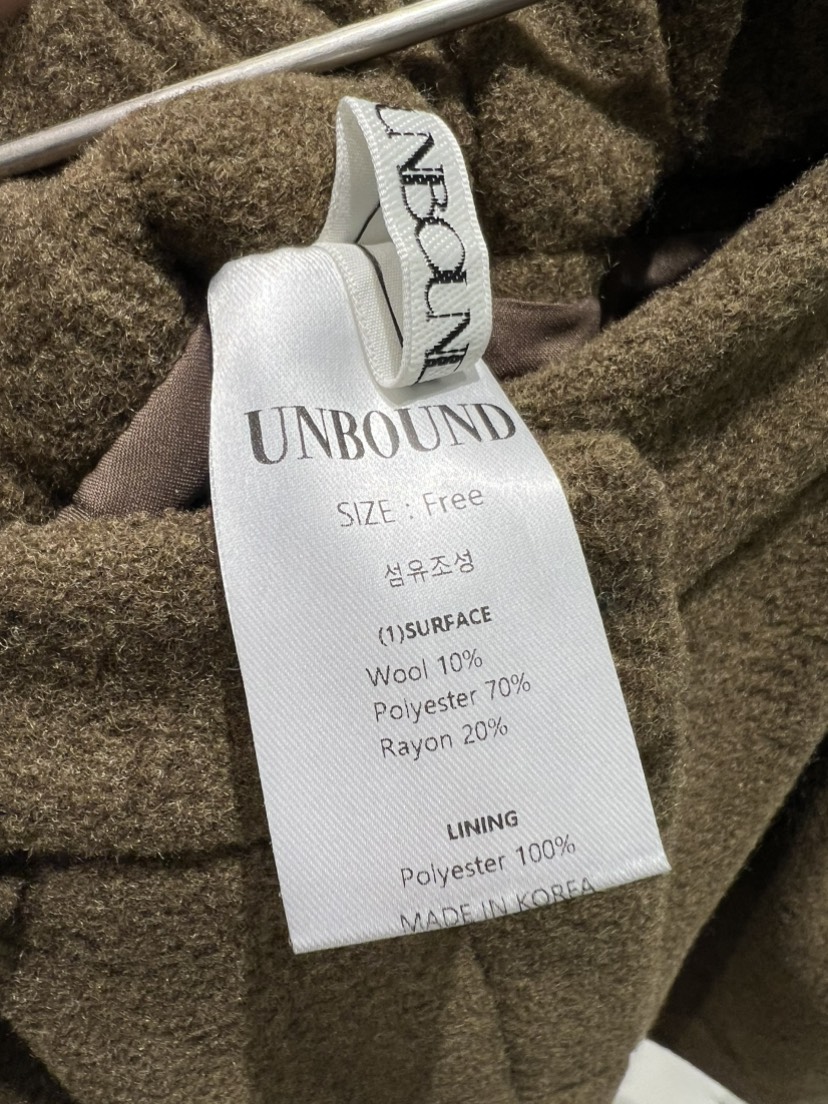 UNBOUND
UNBOUND
SIZE : Free
섬유조성
(1)SURFACE
Wool 10%
Polyester 70%
Rayon 20%
LINING
Polyester 100%
MADE IN KOREA